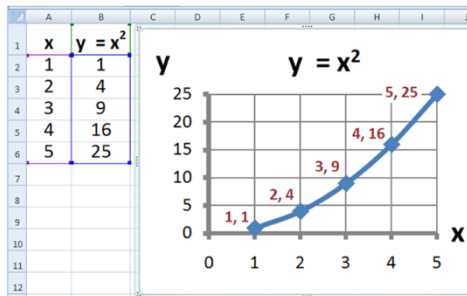 A B C D E F G H I J
1 x y = x²
2 1 1
3 2 4
4 3 9
5 4 16
6 5 25
7
8
9
10
11
12
y y = x²
25
20
15
10
5
0
0 1 2 3 4 5
x
1, 1
2, 4
3, 9
4, 16
5, 25